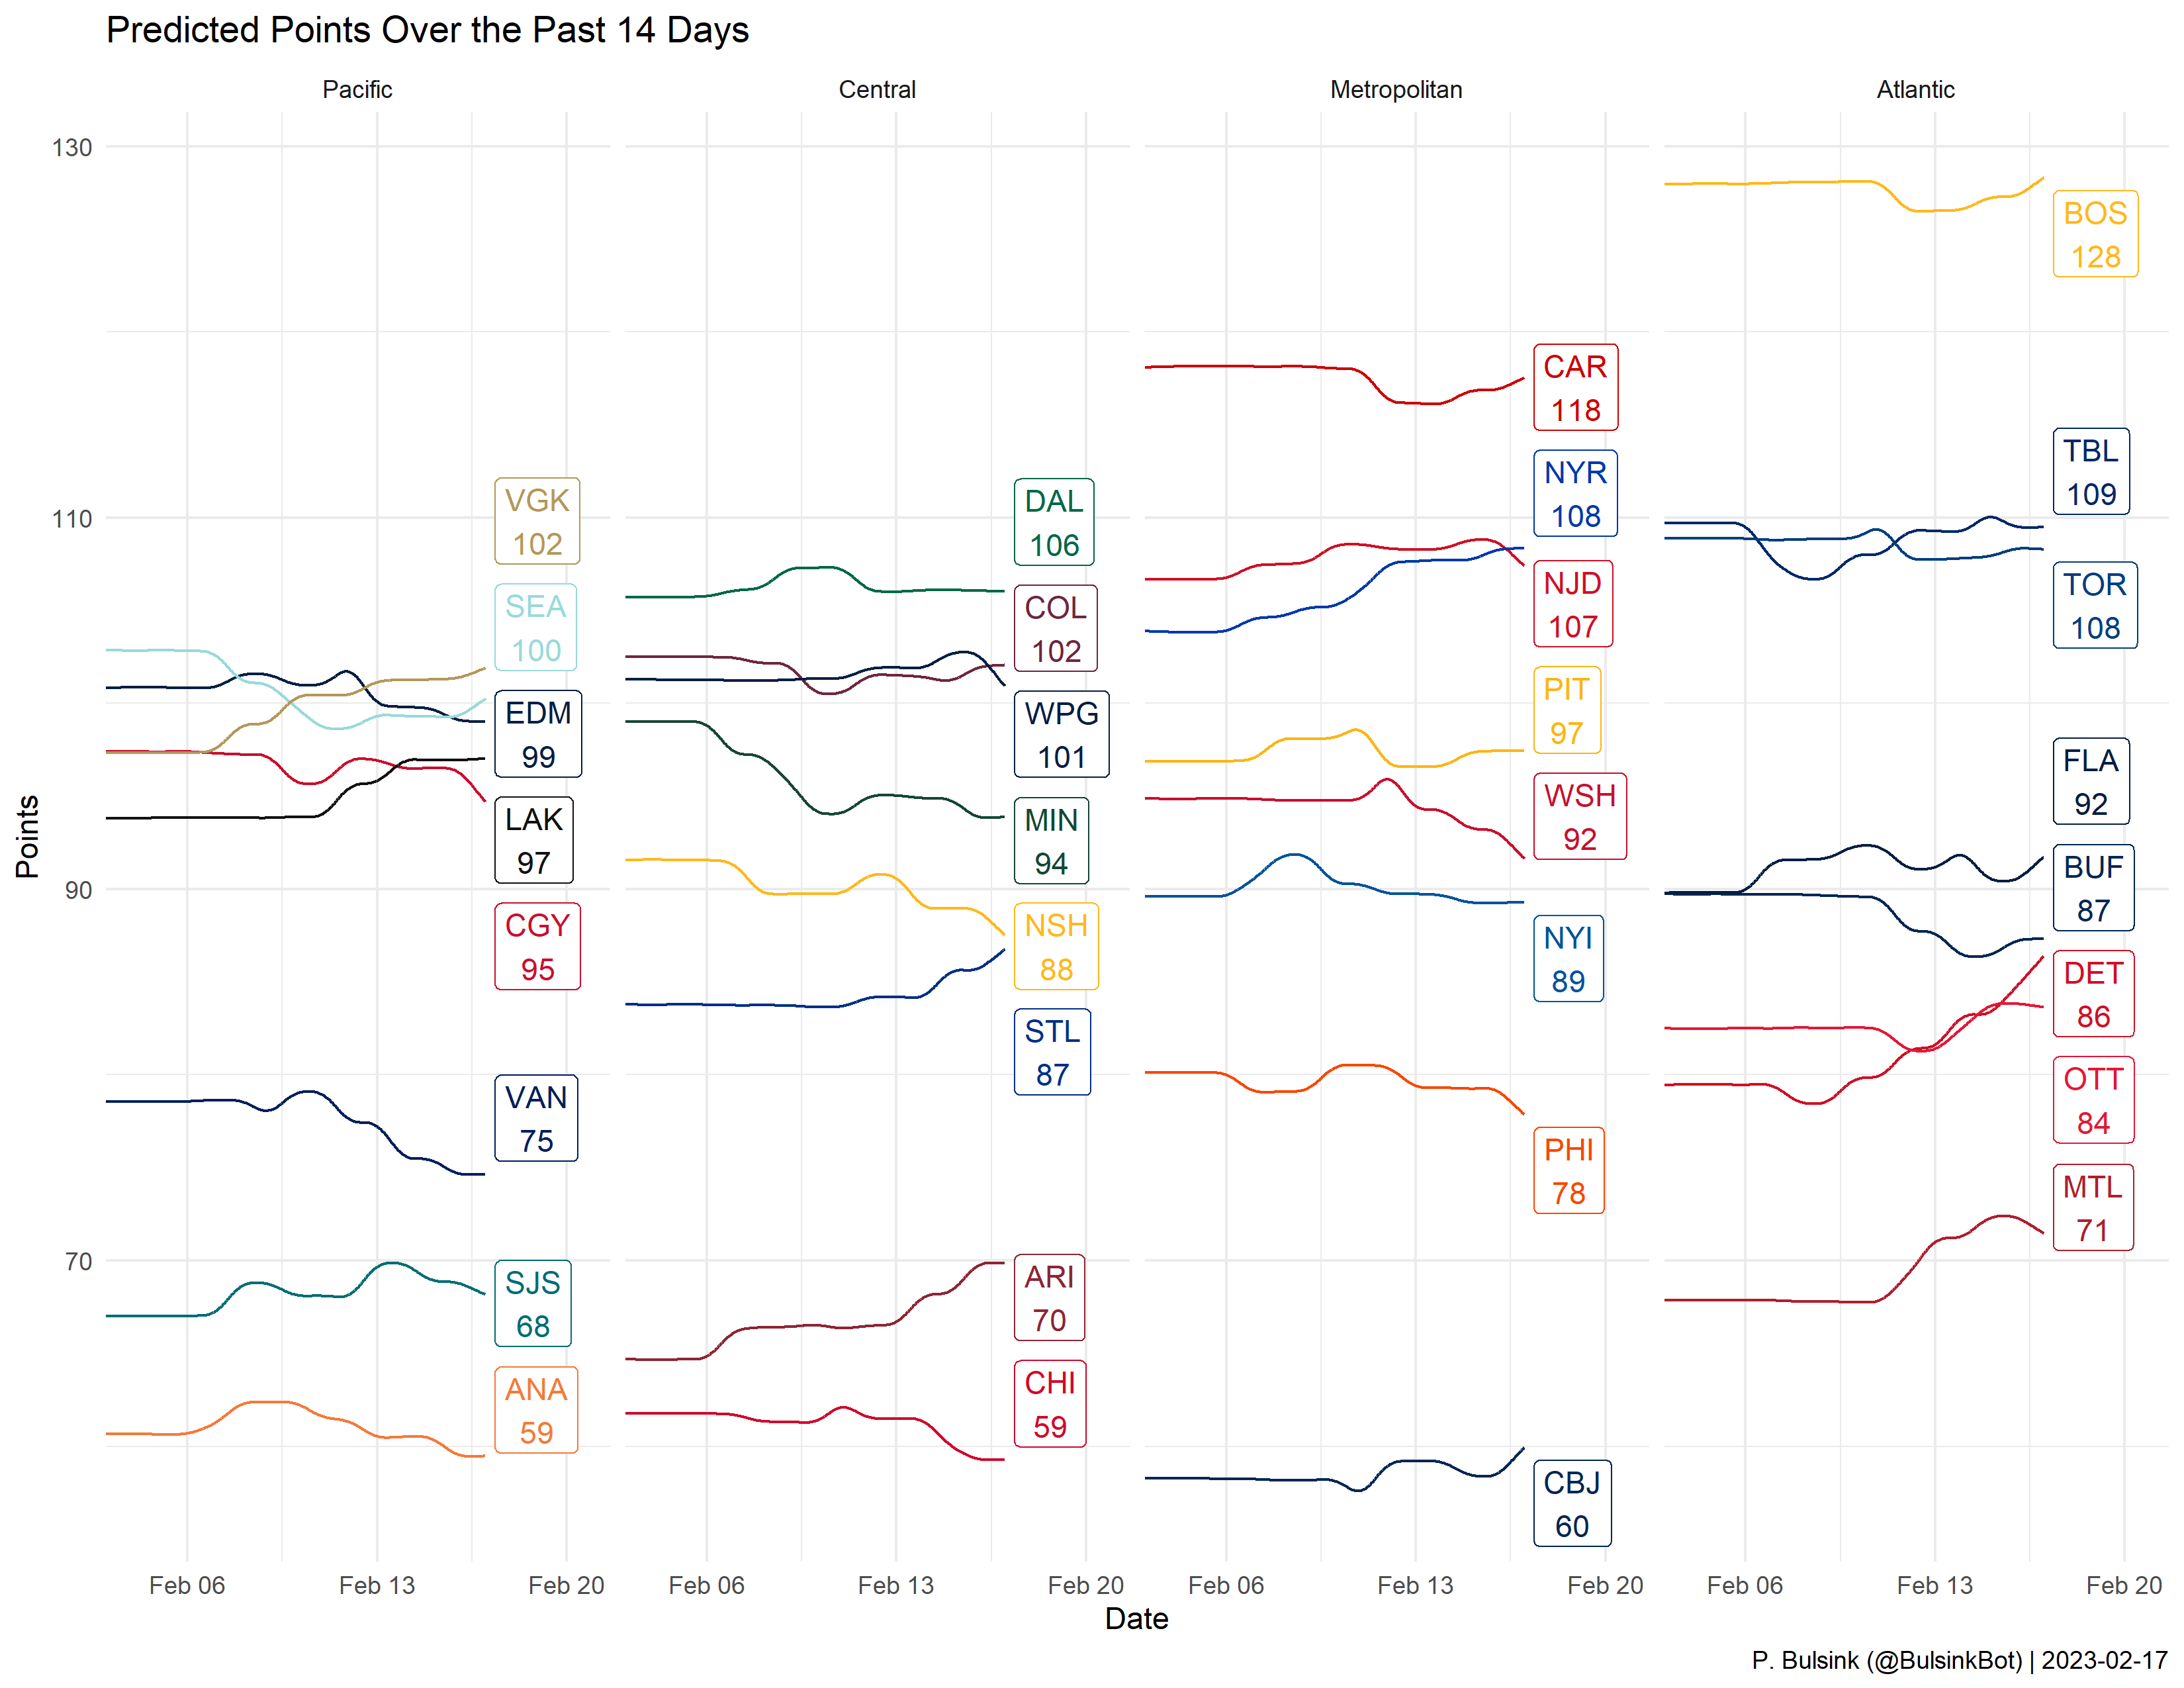 Predicted Points Over the Past 14 Days
Pacific
Central
Metropolitan
Atlantic
Points
130
110
90
70
VGK
102
SEA
100
EDM
99
LAK
97
CGY
95
VAN
75
SJS
68
ANA
59
DAL
106
COL
102
WPG
101
MIN
94
NSH
88
STL
87
ARI
70
CHI
59
CAR
118
NYR
108
NJD
107
PIT
97
WSH
92
NYI
89
PHI
78
CBJ
60
BOS
128
TBL
109
TOR
108
FLA
92
BUF
87
DET
86
OTT
84
MTL
71
Feb 06 Feb 13 Feb 20
Feb 06 Feb 13 Feb 20
Feb 06 Feb 13 Feb 20
Feb 06 Feb 13 Feb 20
Date
P. Bulsink (@BulsinkBot) | 2023-02-17